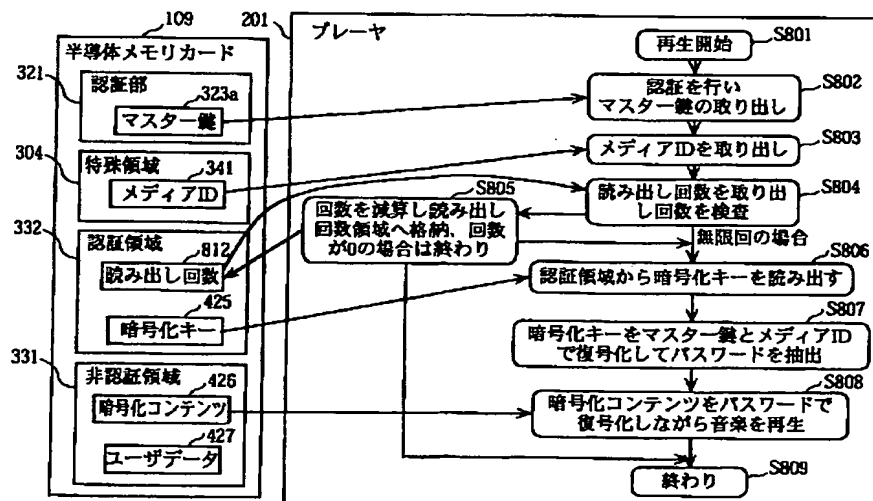 109
半導体メモリカード
321
認証部
323a
マスター鍵
304
特殊領域
341
メディアID
332
認証領域
812
読み出し回数
425
暗号化キー
331
非認証領域
426
暗号化コンテンツ
427
ユーザデータ
201
プレーヤ
再生開始
S801
認証を行い
マスター鍵の取り出し
S802
メディアIDを取り出し
S803
読み出し回数を取り出
し回数を検査
S804
S805
回数を減算し読み出し
回数領域へ格納、回数
が0の場合は終わり
無限回の場合
S806
認証領域から暗号化キーを読み出す
S807
暗号化キーをマスター鍵とメディアID
で復号化してパスワードを抽出
S808
暗号化コンテンツをパスワードで
復号化しながら音楽を再生
終わり
S809